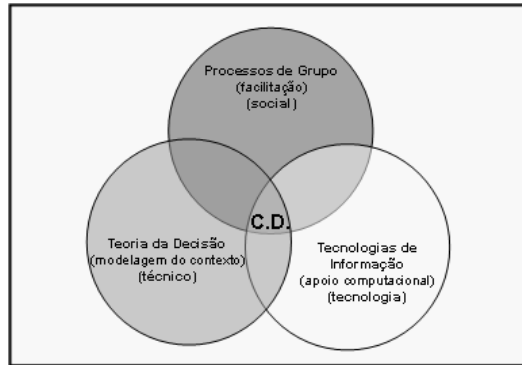 Processos de Grupo
(facilitação)
(social)
C.D.
Teoria da Decisão
(modelagem do contexto)
(técnico)
Tecnologias de
Informação
(apoio computacional)
(tecnologia)